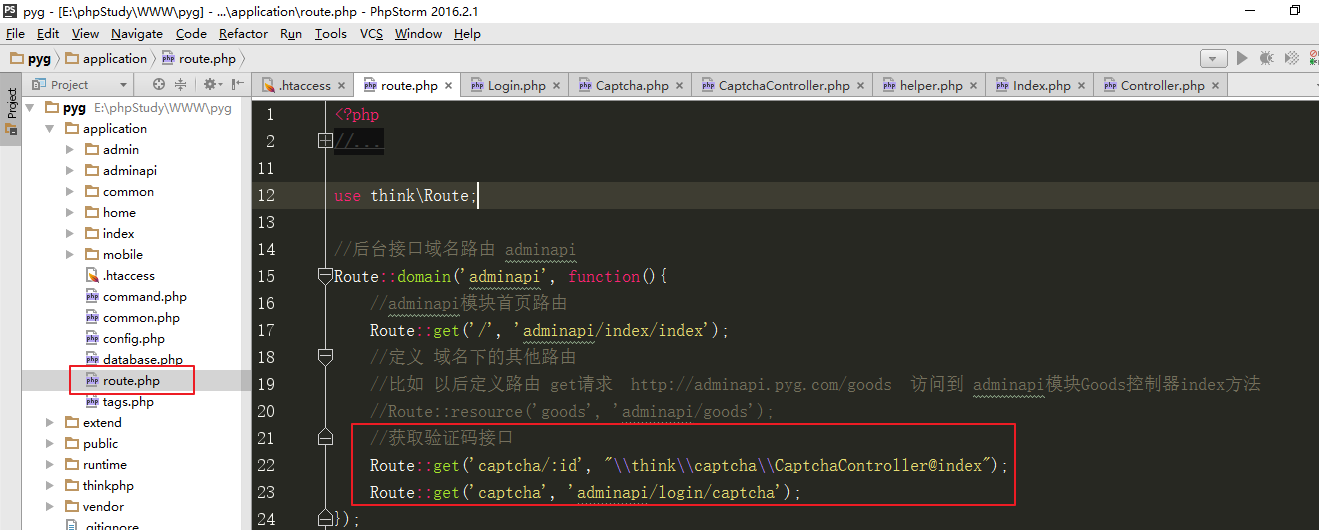 pyg - [E:\phpStudy\WWW\pyg] - ...\application\route.php - PhpStorm 2016.2.1
File Edit View Navigate Code Refactor Run Tools VCS Window Help
pyg application route.php
Project
Project
.htaccess route.php Login.php Captcha.php CaptchaController.php helper.php Index.php Controller.php
pyg E:\phpStudy\WWW\pyg
application
admin
adminapi
common
home
index
mobile
.htaccess
command.php
common.php
config.php
database.php
route.php
tags.php
extend
public
runtime
thinkphp
vendor
.gitignore
1 <?php
2 //...
11
12 use think\Route;
13
14 //后台接口域名路由 adminapi
15 Route::domain('adminapi', function(){
16 //adminapi模块首页路由
17 Route::get('/', 'adminapi/index/index');
18 //定义 域名下的其他路由
19 //比如 以后定义路由 get请求 http://adminapi.pyg.com/goods 访问到 adminapi模块Goods控制器index方法
20 //Route::resource('goods', 'adminapi/goods');
21 //获取验证码接口
22 Route::get('captcha/:id', "\\think\\captcha\\CaptchaController@index");
23 Route::get('captcha', 'adminapi/login/captcha');
24 });